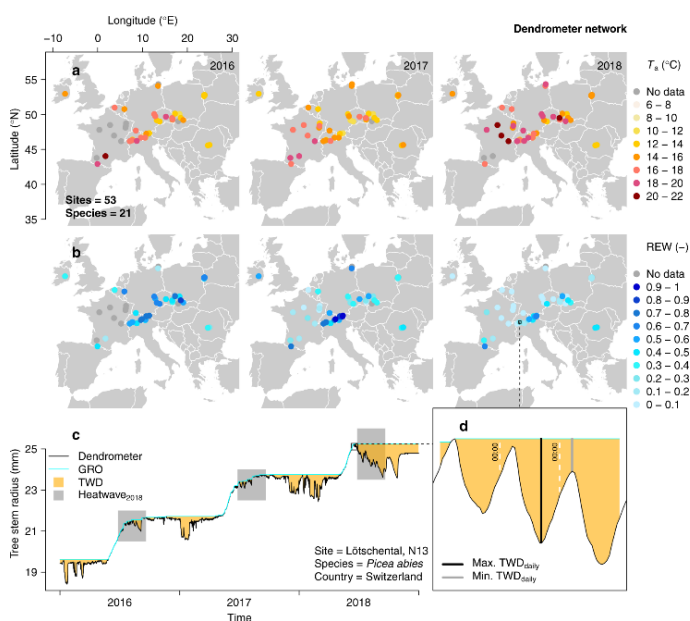 Longitude (°E)
−10 0 10 20 30
Dendrometer network
a
2016
2017
2018
Latitude (°N)
55
50
45
40
35
Sites = 53
Species = 21
Tₐ (°C)
No data
6 – 8
8 – 10
10 – 12
12 – 14
14 – 16
16 – 18
18 – 20
20 – 22
b
REW (–)
No data
0.9 – 1
0.8 – 0.9
0.7 – 0.8
0.6 – 0.7
0.5 – 0.6
0.4 – 0.5
0.3 – 0.4
0.2 – 0.3
0.1 – 0.2
0 – 0.1
c
Dendrometer
GRO
TWD
Heatwave₂₀₁₈
Tree stem radius (mm)
25
23
21
19
Site = Lötschental, N13
Species = Picea abies
Country = Switzerland
2016
2017
2018
Time
d
00:00
00:00
Max. TWD_daily
Min. TWD_daily